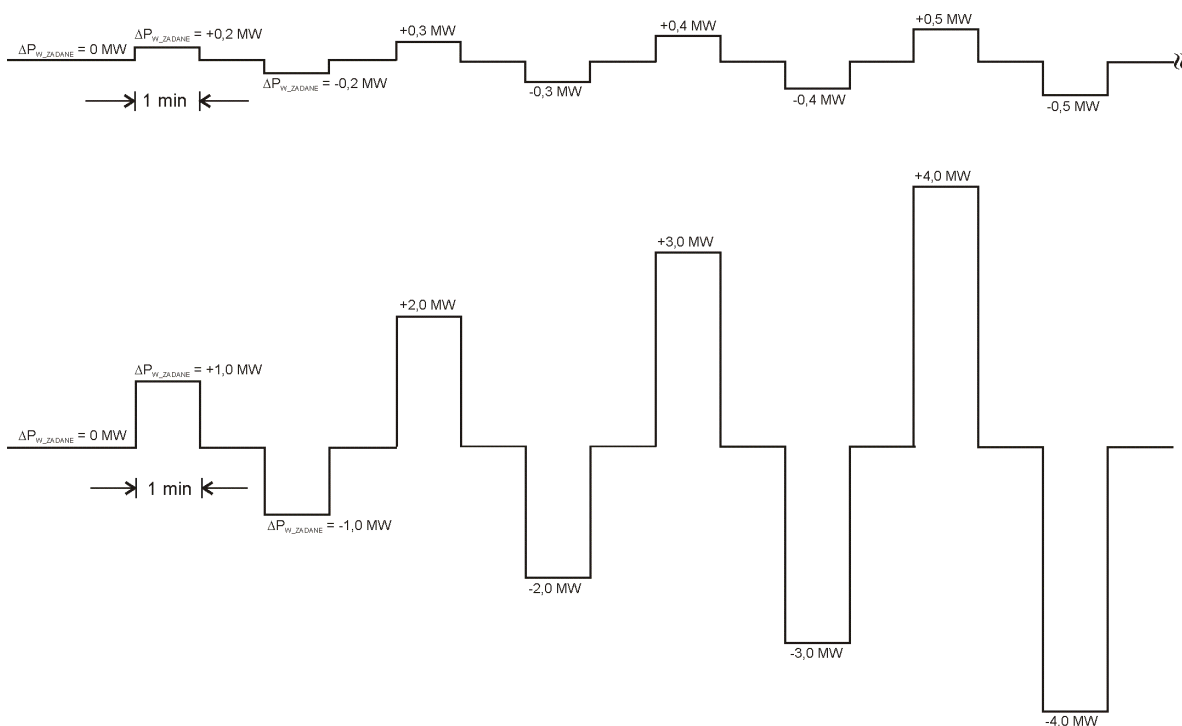 ΔP_W_ZADANE = 0 MW
ΔP_W_ZADANE = +0,2 MW
ΔP_W_ZADANE = -0,2 MW
+0,3 MW
-0,3 MW
+0,4 MW
-0,4 MW
+0,5 MW
-0,5 MW
1 min
ΔP_W_ZADANE = 0 MW
ΔP_W_ZADANE = +1,0 MW
ΔP_W_ZADANE = -1,0 MW
+2,0 MW
-2,0 MW
+3,0 MW
-3,0 MW
+4,0 MW
-4.0 MW
1 min